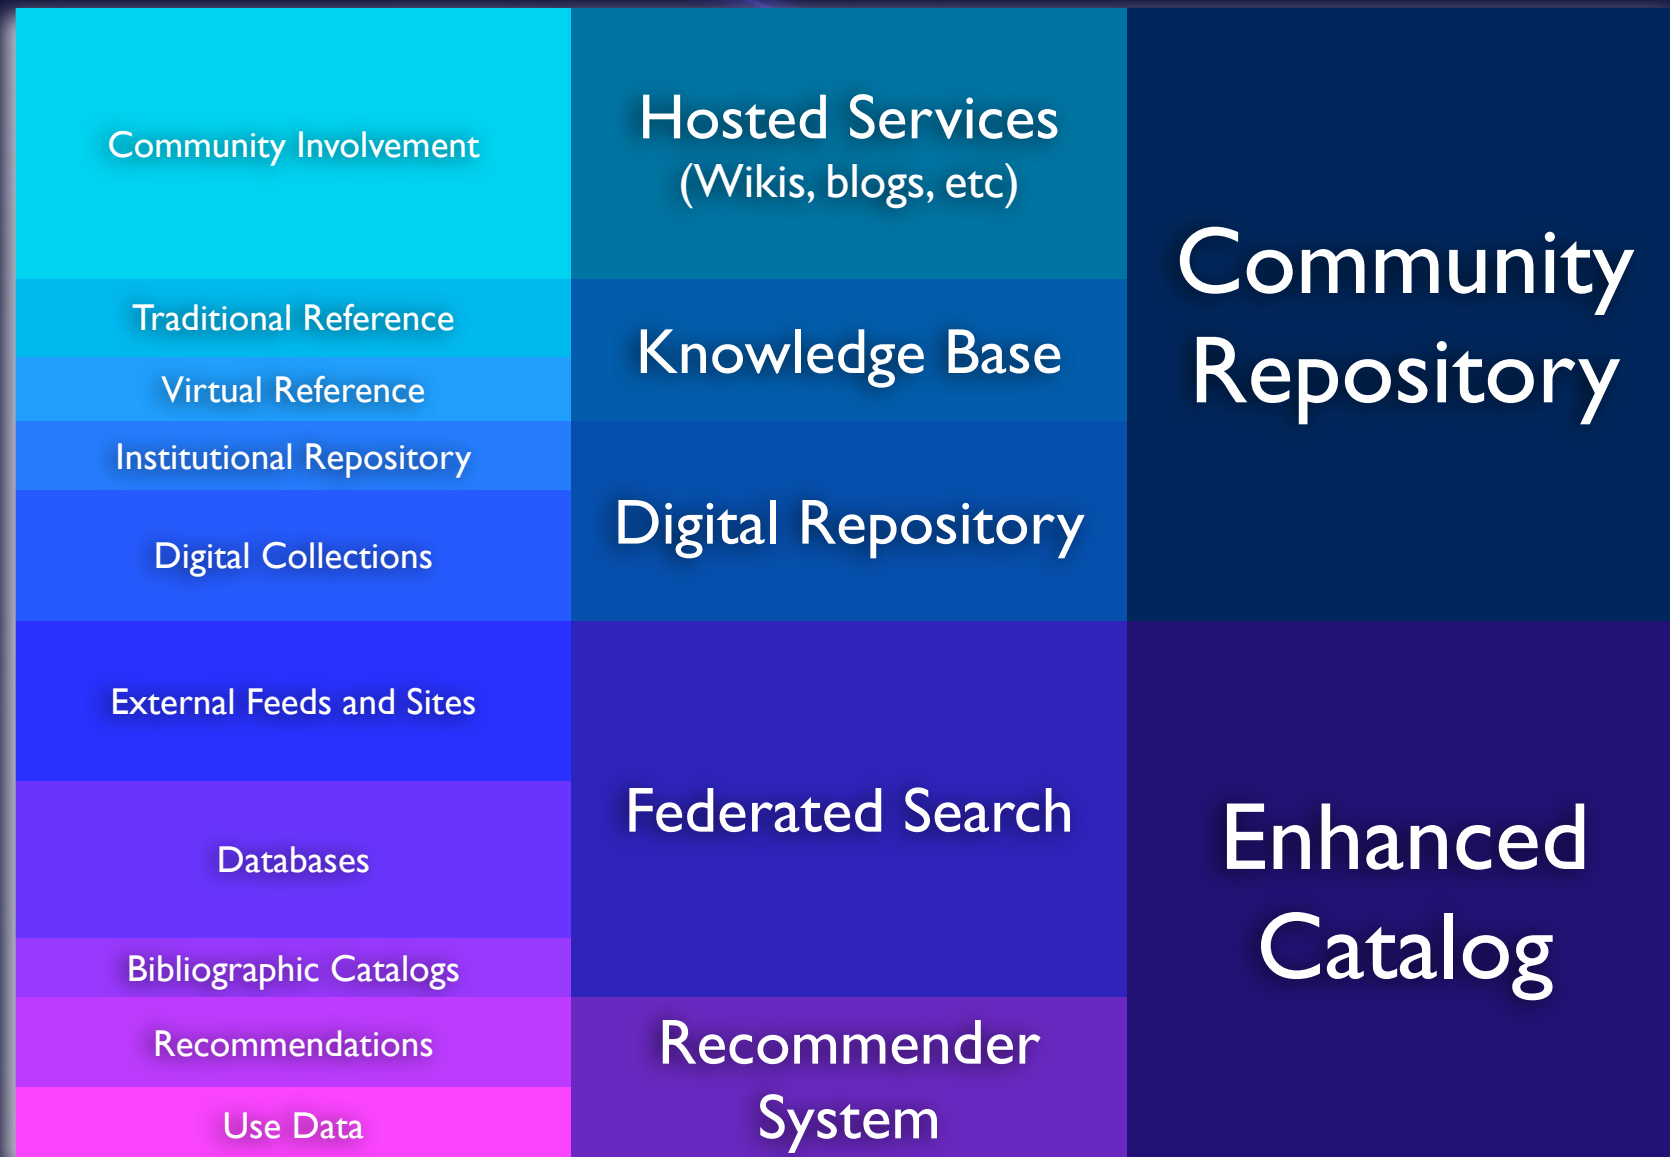 Community Involvement
Traditional Reference
Virtual Reference
Institutional Repository
Digital Collections
External Feeds and Sites
Databases
Bibliographic Catalogs
Recommendations
Use Data
Hosted Services
(Wikis, blogs, etc)
Knowledge Base
Digital Repository
Federated Search
Recommender
System
Community
Repository
Enhanced
Catalog